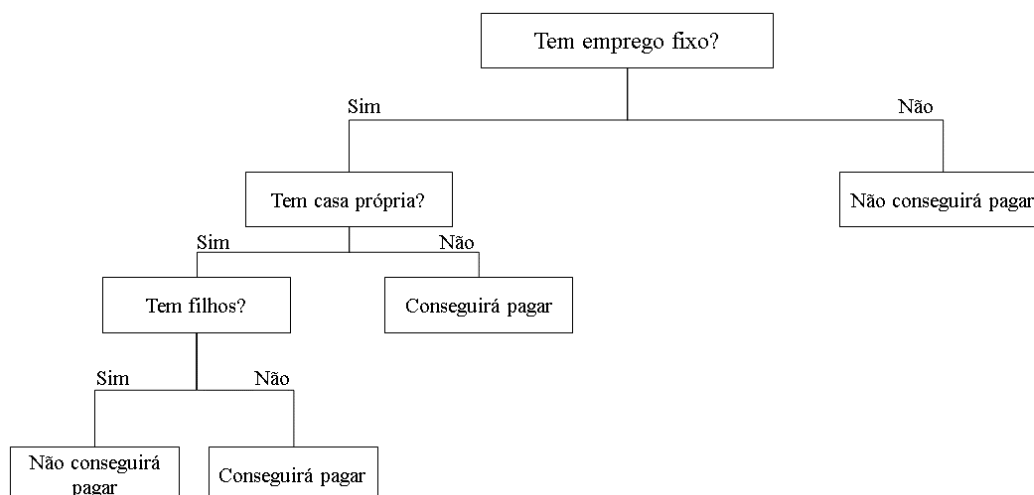 Tem emprego fixo?
Sim
Não
Tem casa própria?
Não conseguirá pagar
Sim
Não
Tem filhos?
Conseguirá pagar
Sim
Não
Não conseguirá
pagar
Conseguirá pagar